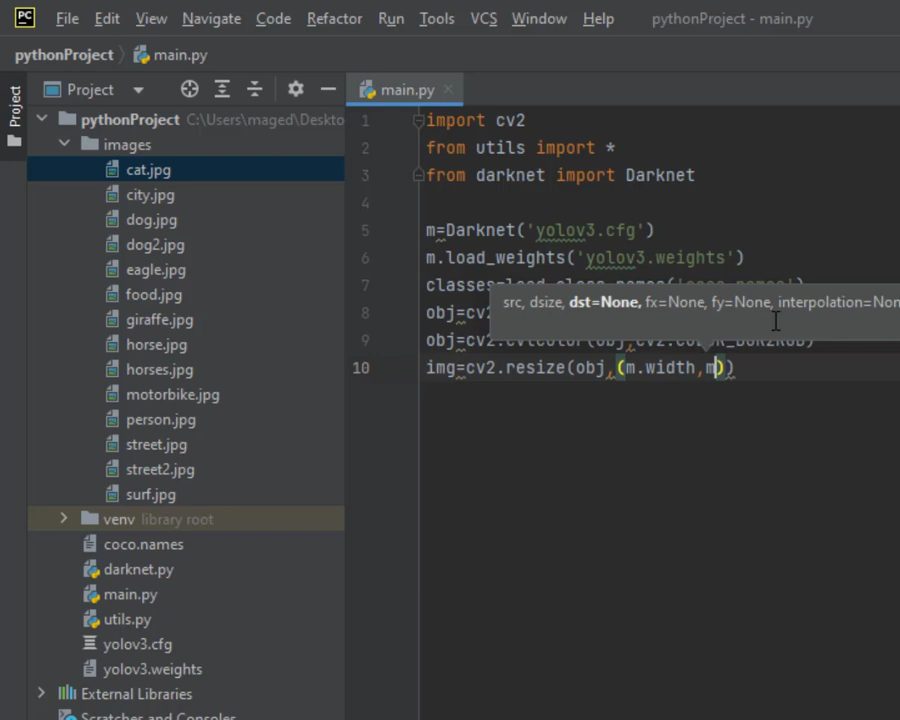 PC File Edit View Navigate Code Refactor Run Tools VCS Window Help pythonProject - main.py
pythonProject main.py
Project Project main.py
pythonProject C:\Users\maged\Deskto
images
cat.jpg
city.jpg
dog.jpg
dog2.jpg
eagle.jpg
food.jpg
giraffe.jpg
horse.jpg
horses.jpg
motorbike.jpg
person.jpg
street.jpg
street2.jpg
surf.jpg
venv library root
coco.names
darknet.py
main.py
utils.py
yolov3.cfg
yolov3.weights
External Libraries
Scratches and Consoles
1 import cv2
2 from utils import *
3 from darknet import Darknet
4
5 m=Darknet('yolov3.cfg')
6 m.load_weights('yolov3.weights')
7 classes=
src, dsize, dst=None, fx=None, fy=None, interpolation=Non
8 obj=cv2
9 obj=cv2.cvtColor(obj,cv2.COLOR_BGR2RGB)
10 img=cv2.resize(obj,(m.width,m))